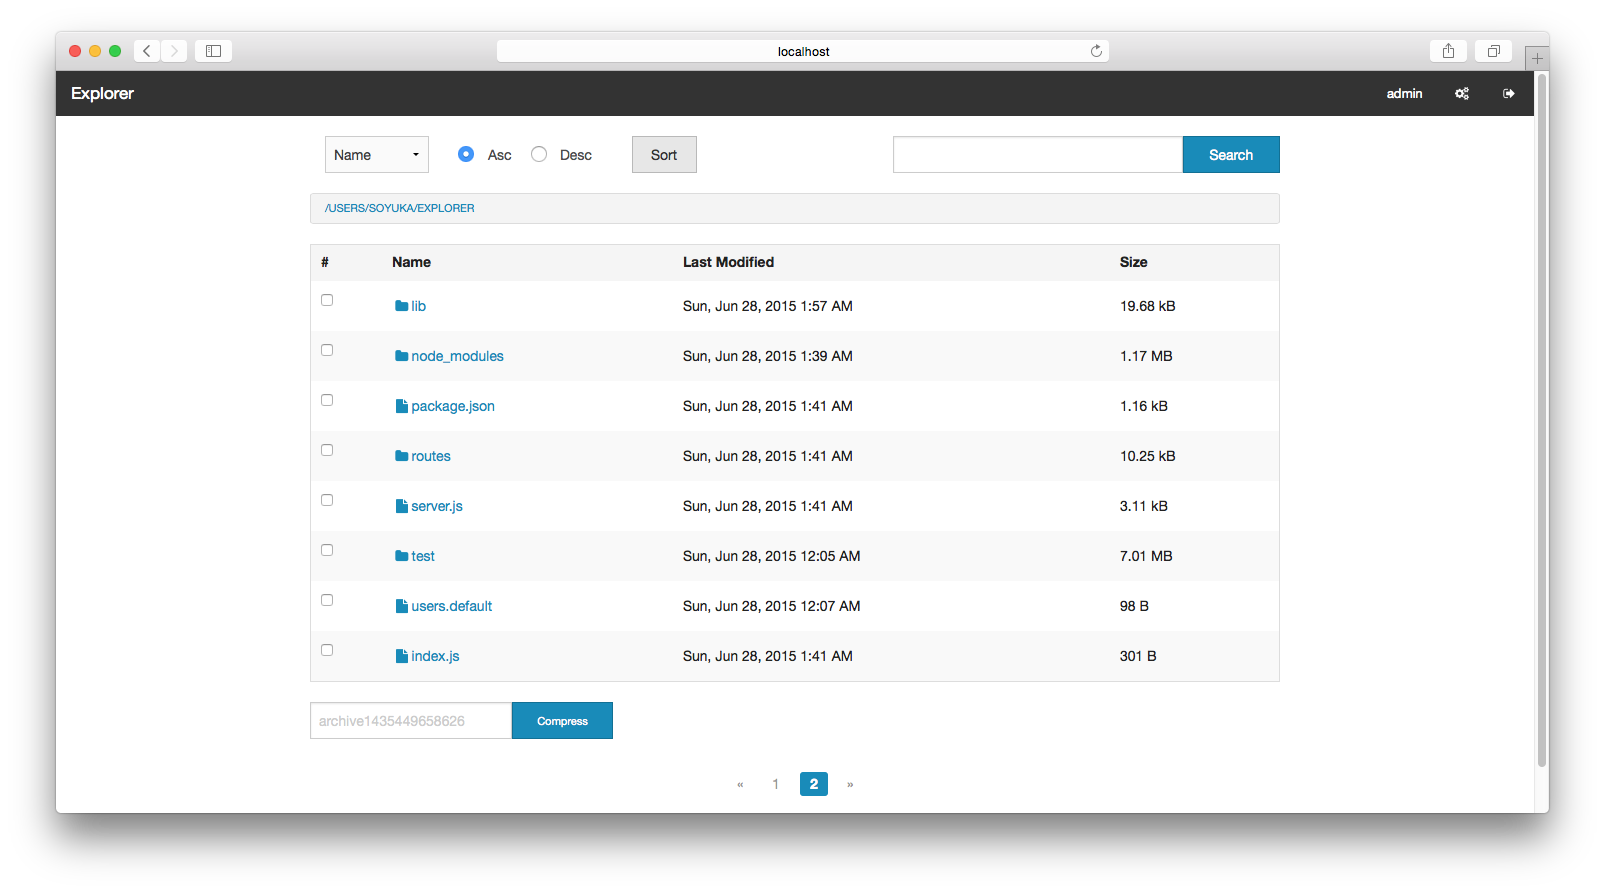 localhost
Explorer
admin
Name
Asc
Desc
Sort
Search
/USERS/SOYUKA/EXPLORER
# Name Last Modified Size
lib Sun, Jun 28, 2015 1:57 AM 19.68 kB
node_modules Sun, Jun 28, 2015 1:39 AM 1.17 MB
package.json Sun, Jun 28, 2015 1:41 AM 1.16 kB
routes Sun, Jun 28, 2015 1:41 AM 10.25 kB
server.js Sun, Jun 28, 2015 1:41 AM 3.11 kB
test Sun, Jun 28, 2015 12:05 AM 7.01 MB
users.default Sun, Jun 28, 2015 12:07 AM 98 B
index.js Sun, Jun 28, 2015 1:41 AM 301 B
archive1435449658626
Compress
« 1 2 »